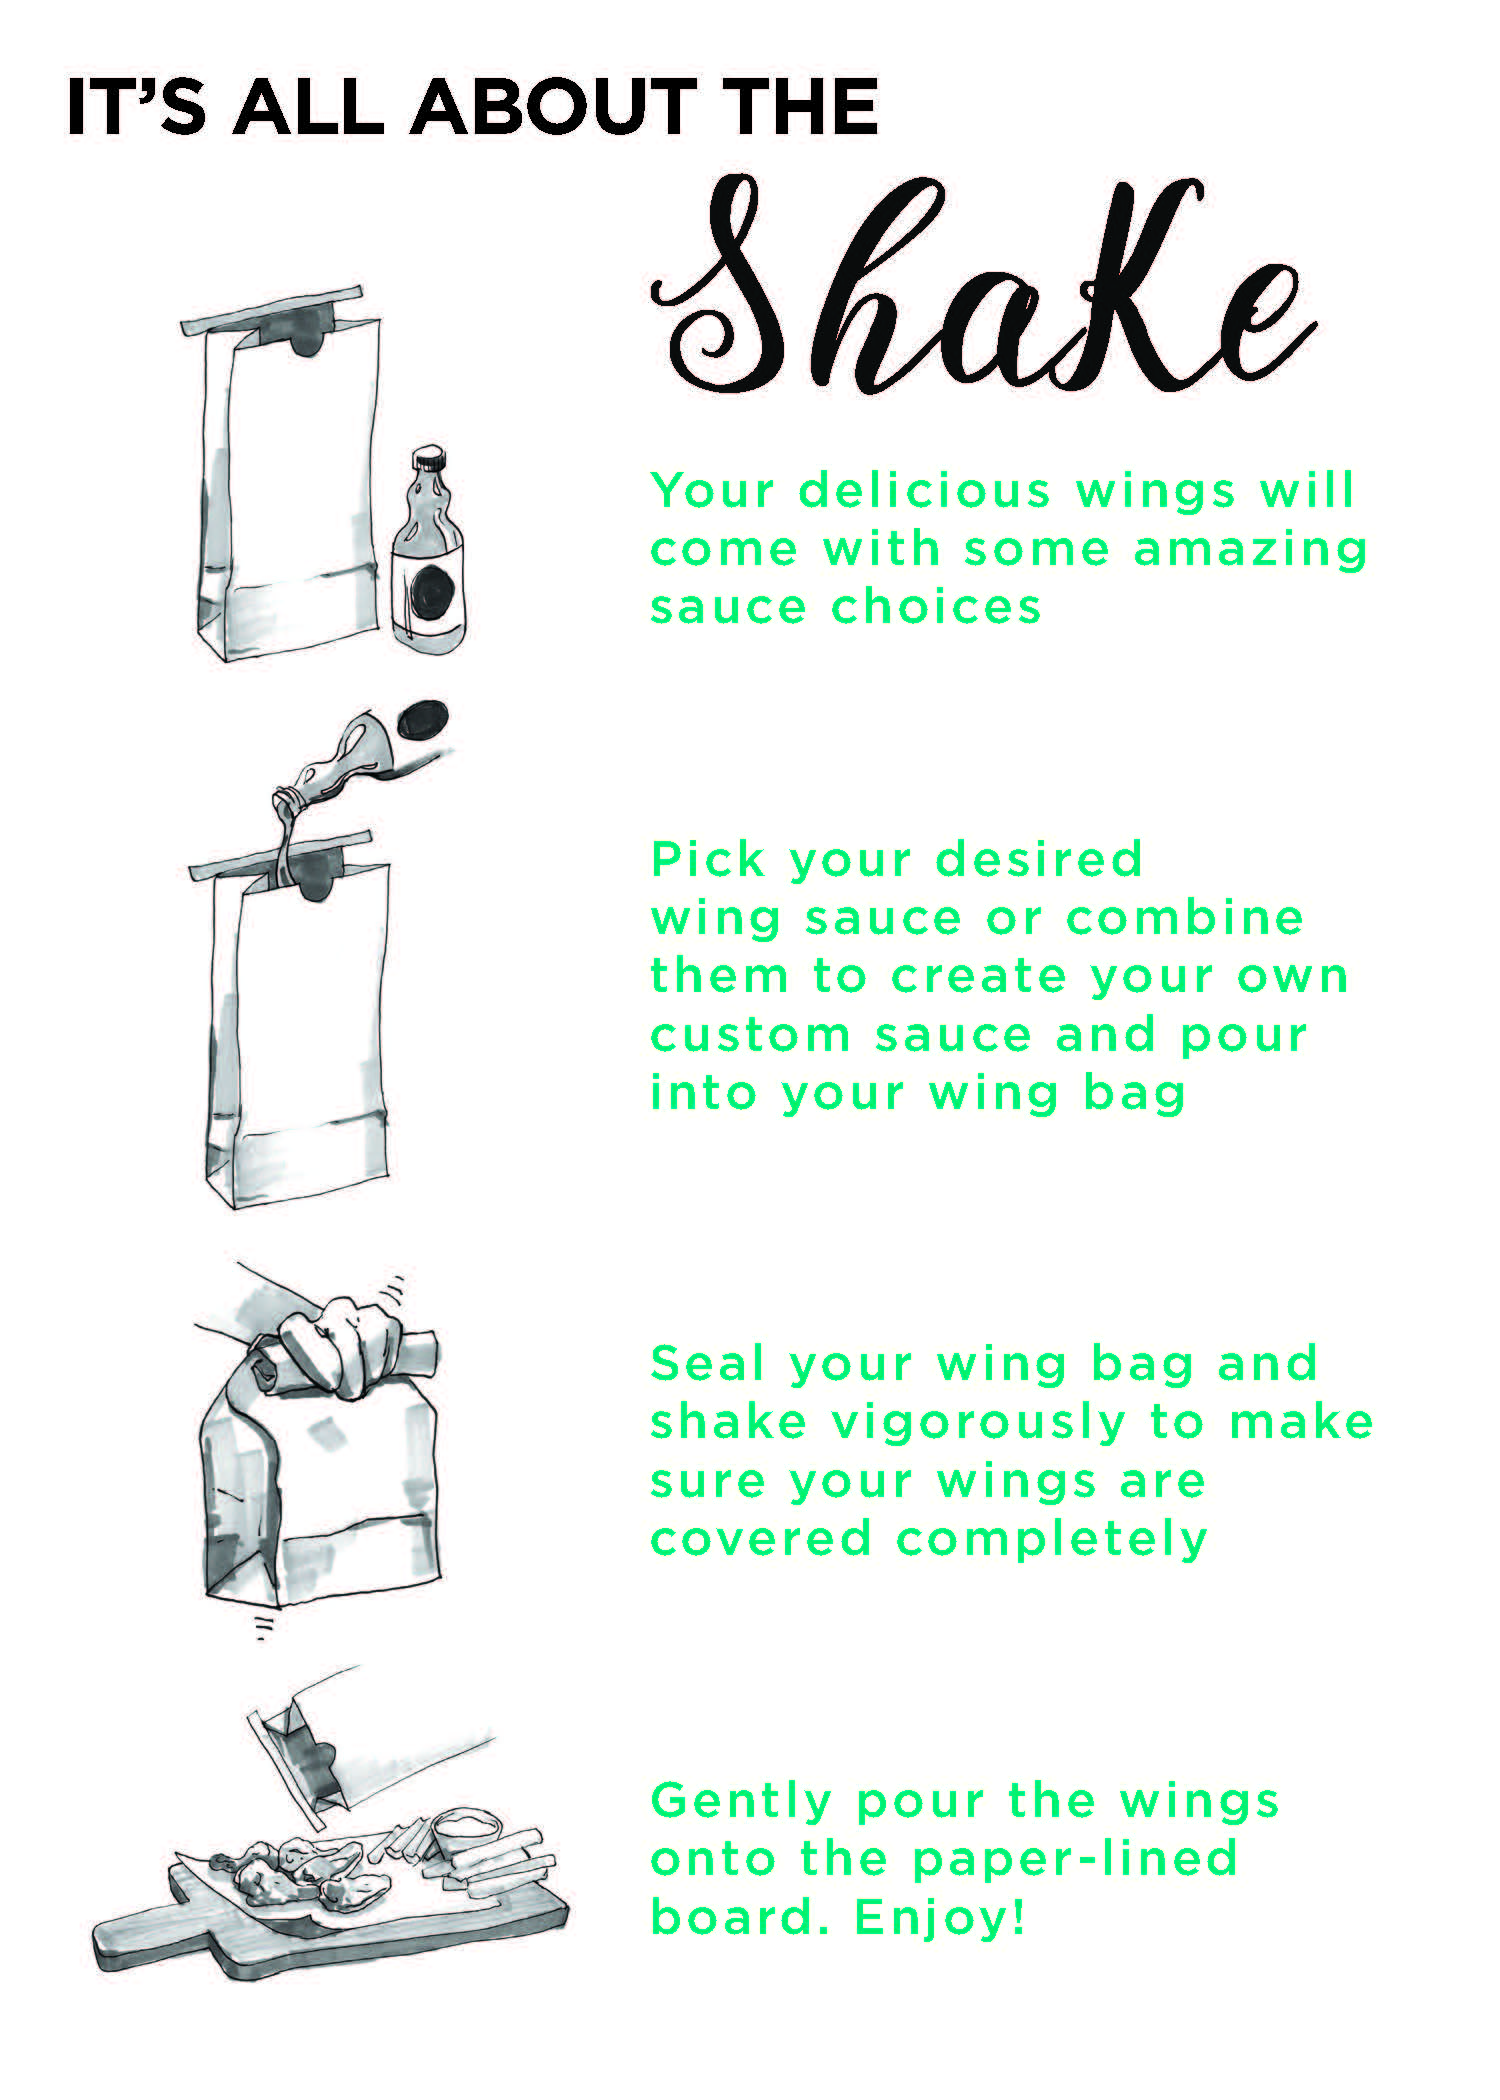 IT’S ALL ABOUT THE
ShaKe
Your delicious wings will
come with some amazing
sauce choices
Pick your desired
wing sauce or combine
them to create your own
custom sauce and pour
into your wing bag
Seal your wing bag and
shake vigorously to make
sure your wings are
covered completely
Gently pour the wings
onto the paper-lined
board. Enjoy!